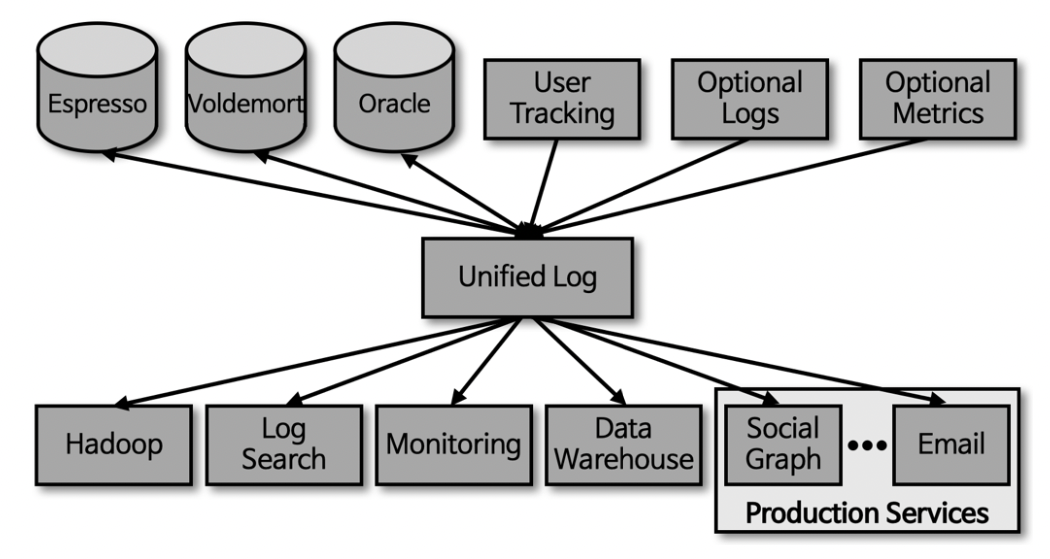 Espresso
Voldemort
Oracle
User
Tracking
Optional
Logs
Optional
Metrics
Unified Log
Hadoop
Log
Search
Monitoring
Data
Warehouse
Social
Graph
•••
Email
Production Services